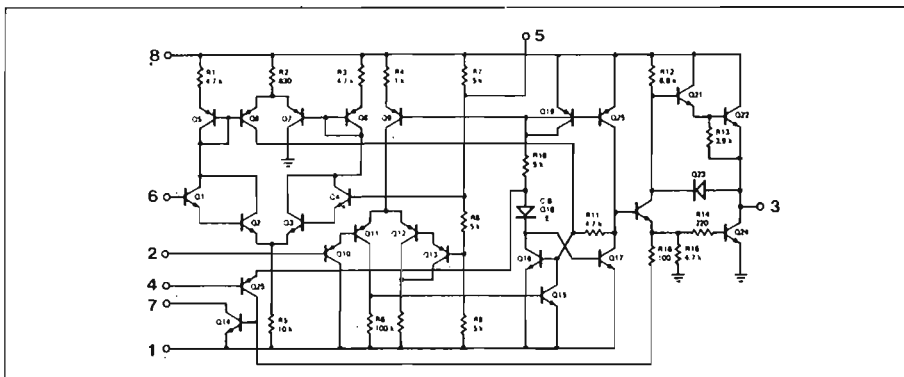 5
8
R1
4.7 k
R2
830
R3
4.7 k
R4
1 k
R7
5 k
R12
6.8 k
Q21
Q5
Q6
Q7
Q8
Q9
Q19
Q25
Q22
R13
3.9 k
R10
5 k
Q23
6
Q1
Q2
Q3
C B
Q18
E
R11
4.7 k
3
R8
5 k
R14
220
Q24
2
Q10
Q11
Q12
Q13
Q16
Q17
R15
100
R16
4.7 k
4
Q25
7
Q14
Q15
R5
10 k
R6
100 k
R9
5 k
1